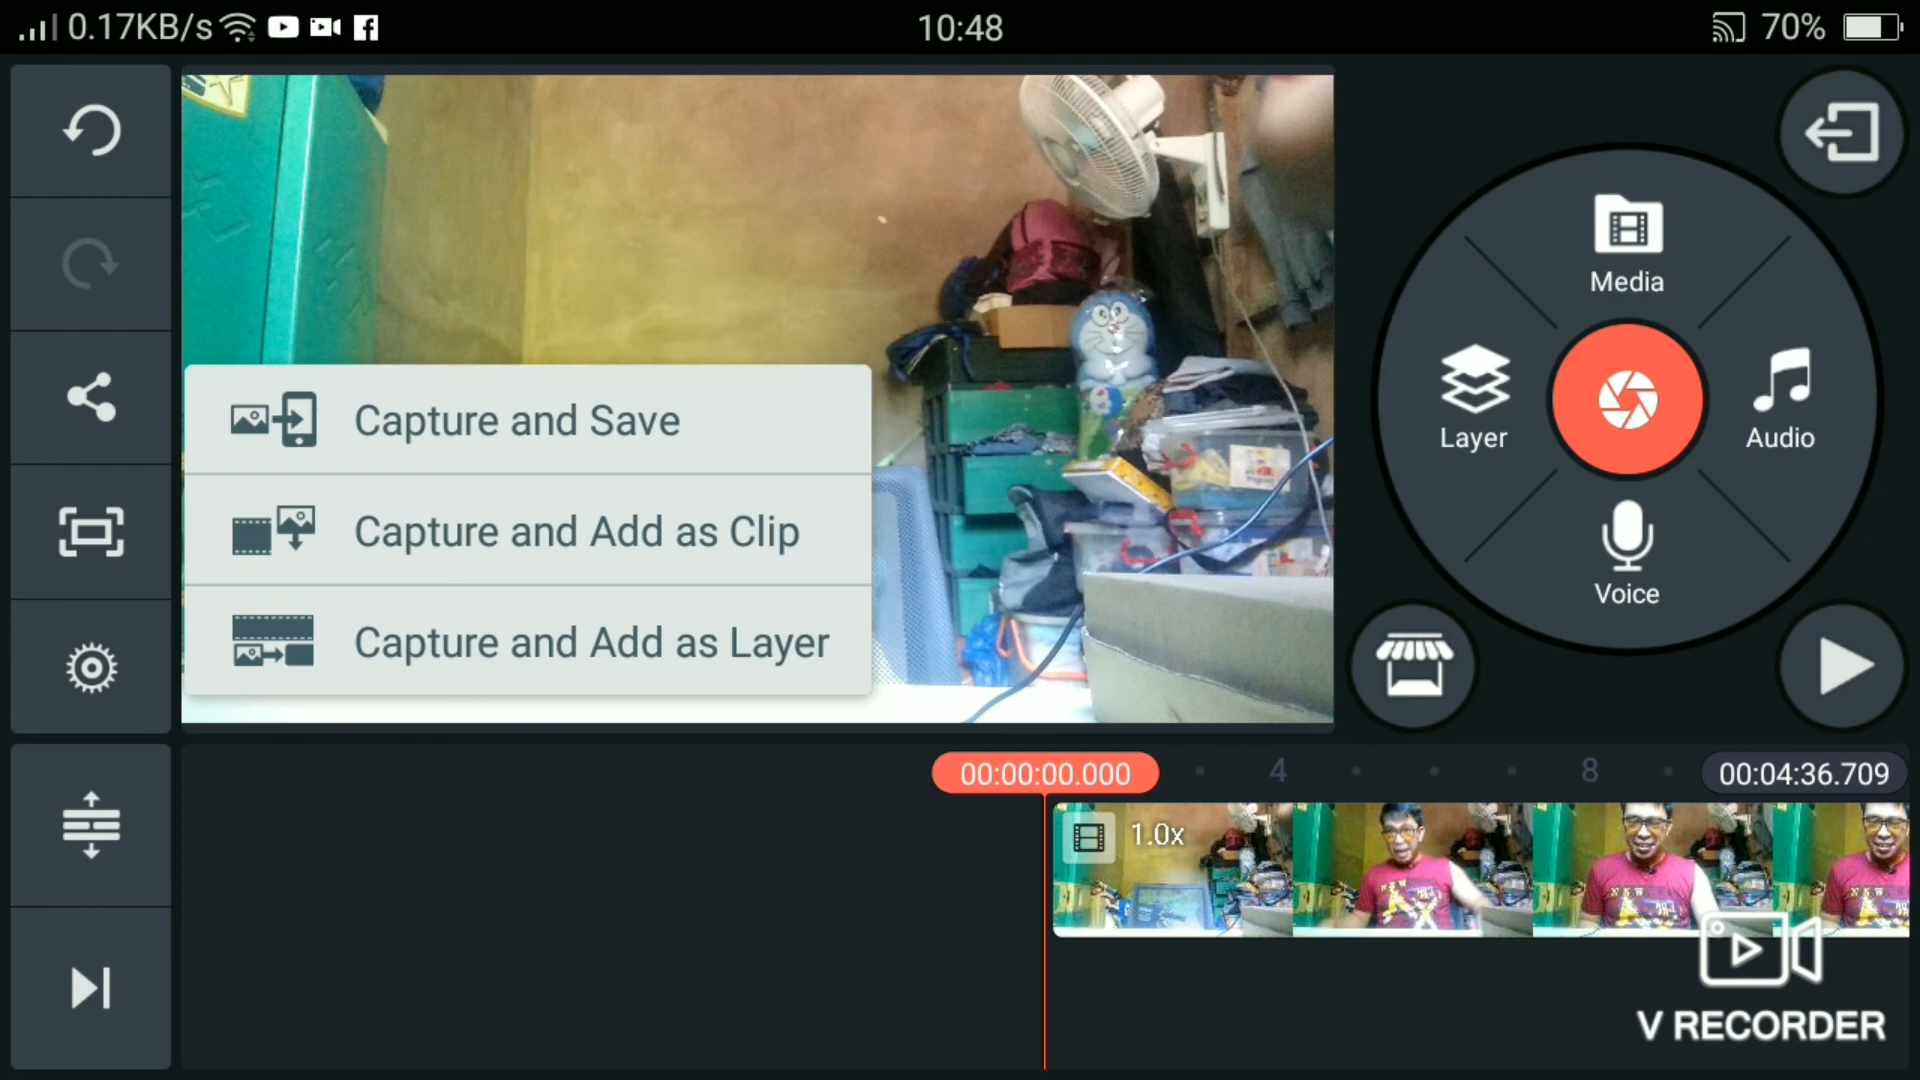 0.17KB/s
10:48
70%
Media
Layer
Audio
Voice
Capture and Save
Capture and Add as Clip
Capture and Add as Layer
00:00:00.000
4
8
00:04:36.709
1.0x
V RECORDER